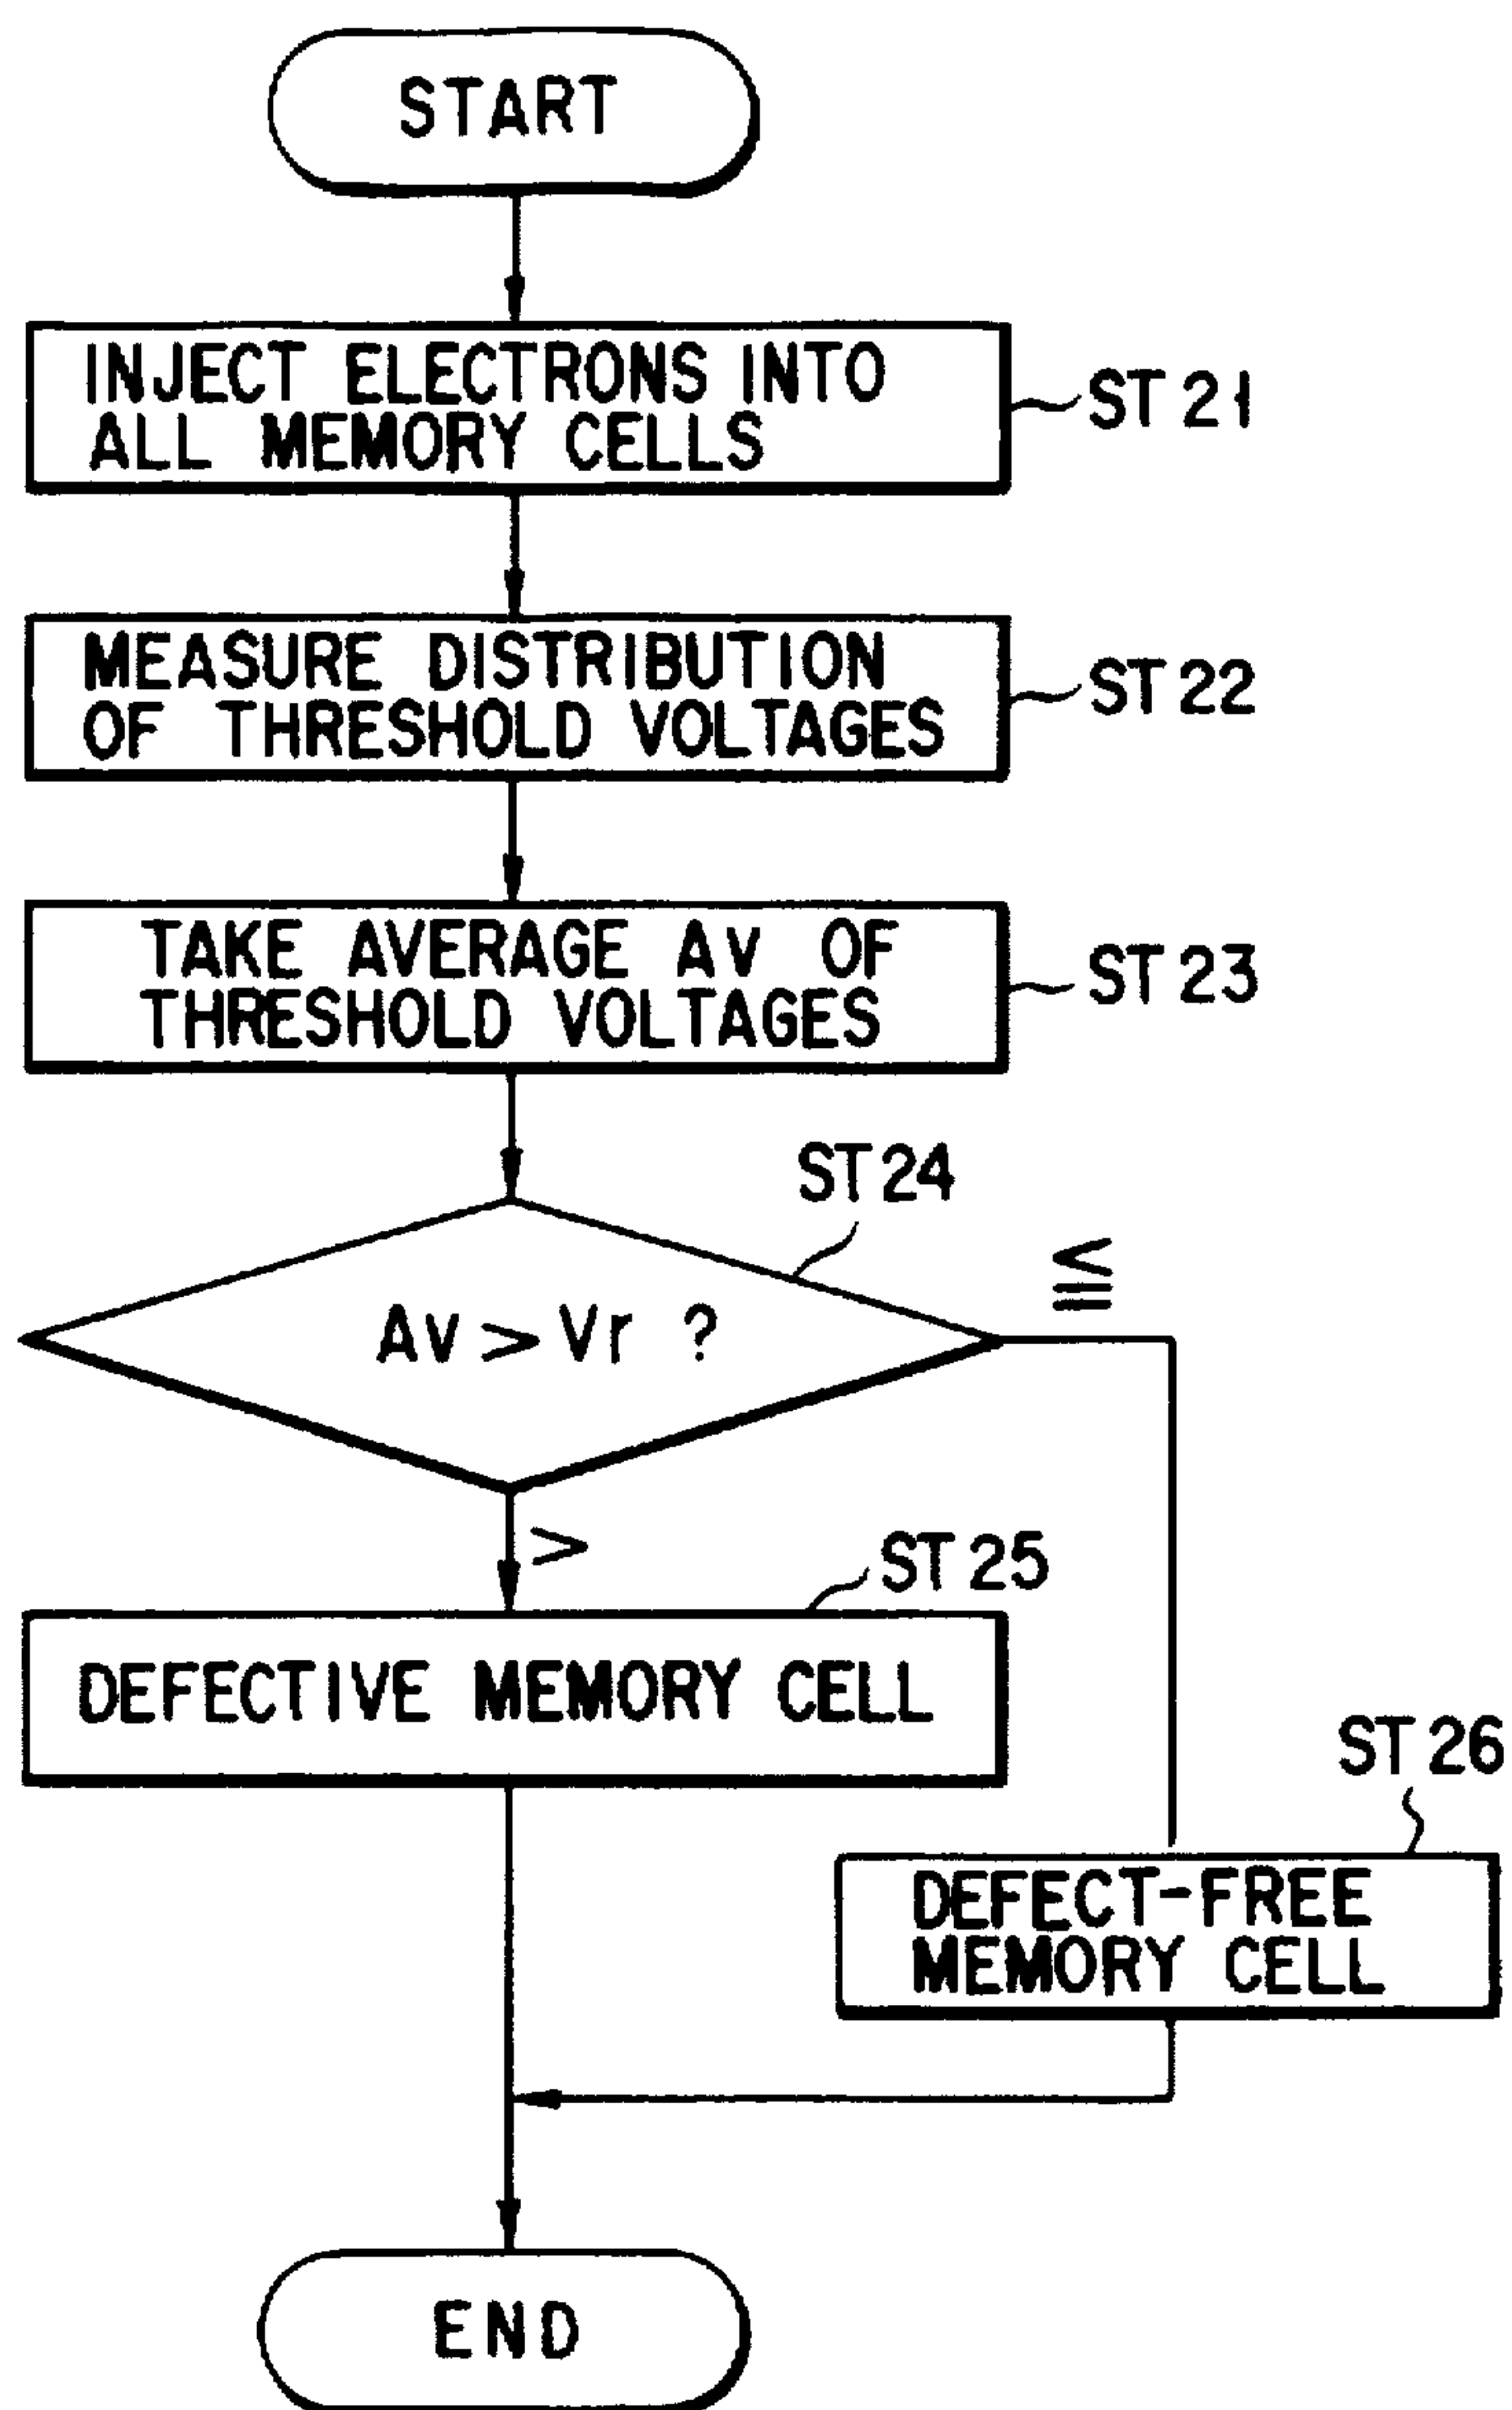 START
INJECT ELECTRONS INTO
ALL MEMORY CELLS
ST21
MEASURE DISTRIBUTION
OF THRESHOLD VOLTAGES
ST22
TAKE AVERAGE Av OF
THRESHOLD VOLTAGES
ST23
ST24
≦
Av > Vr ?
>
ST25
DEFECTIVE MEMORY CELL
ST26
DEFECT-FREE
MEMORY CELL
END